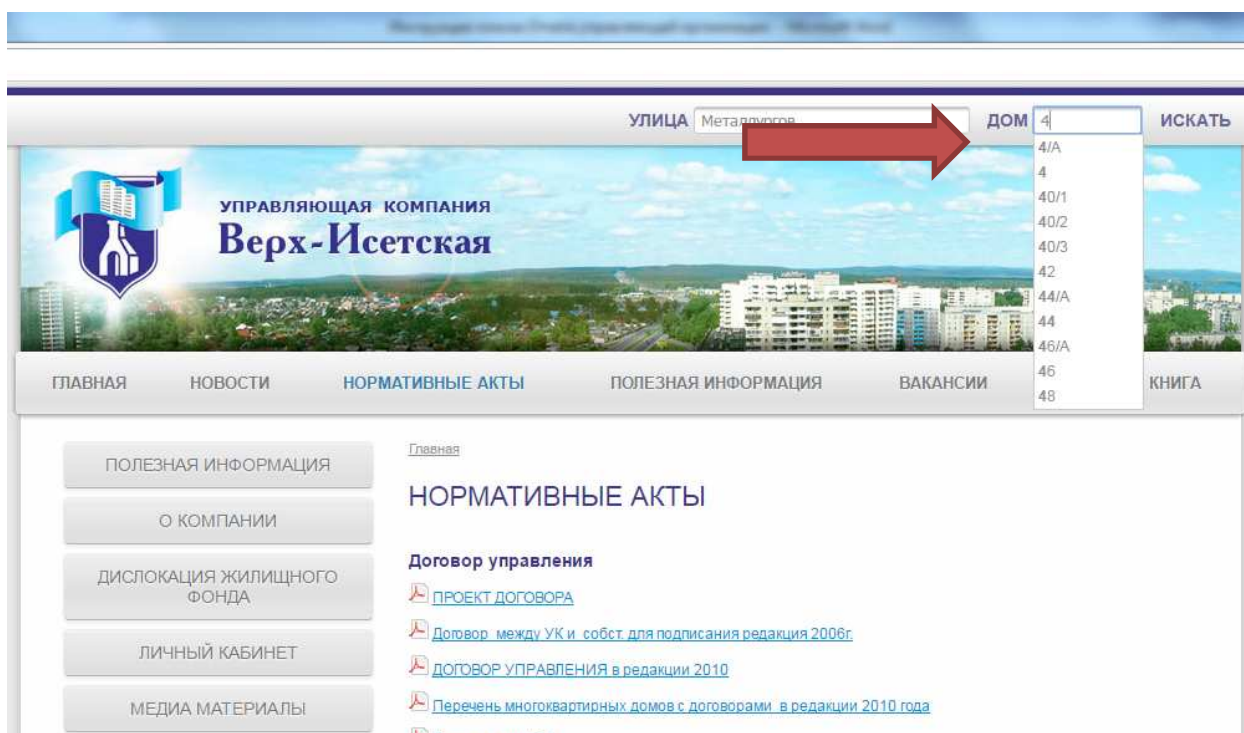 УЛИЦА Металлургов ДОМ 4 ИСКАТЬ
4/А
4
40/1
40/2
40/3
42
44/А
44
46/А
46
48
УПРАВЛЯЮЩАЯ КОМПАНИЯ
Верх-Исетская
ГЛАВНАЯ НОВОСТИ НОРМАТИВНЫЕ АКТЫ ПОЛЕЗНАЯ ИНФОРМАЦИЯ ВАКАНСИИ КНИГА
ПОЛЕЗНАЯ ИНФОРМАЦИЯ
О КОМПАНИИ
ДИСЛОКАЦИЯ ЖИЛИЩНОГО
ФОНДА
ЛИЧНЫЙ КАБИНЕТ
МЕДИА МАТЕРИАЛЫ
Главная
НОРМАТИВНЫЕ АКТЫ
Договор управления
ПРОЕКТ ДОГОВОРА
Договор между УК и собст. для подписания редакция 2006г.
ДОГОВОР УПРАВЛЕНИЯ в редакции 2010
Перечень многоквартирных домов с договорами в редакции 2010 года